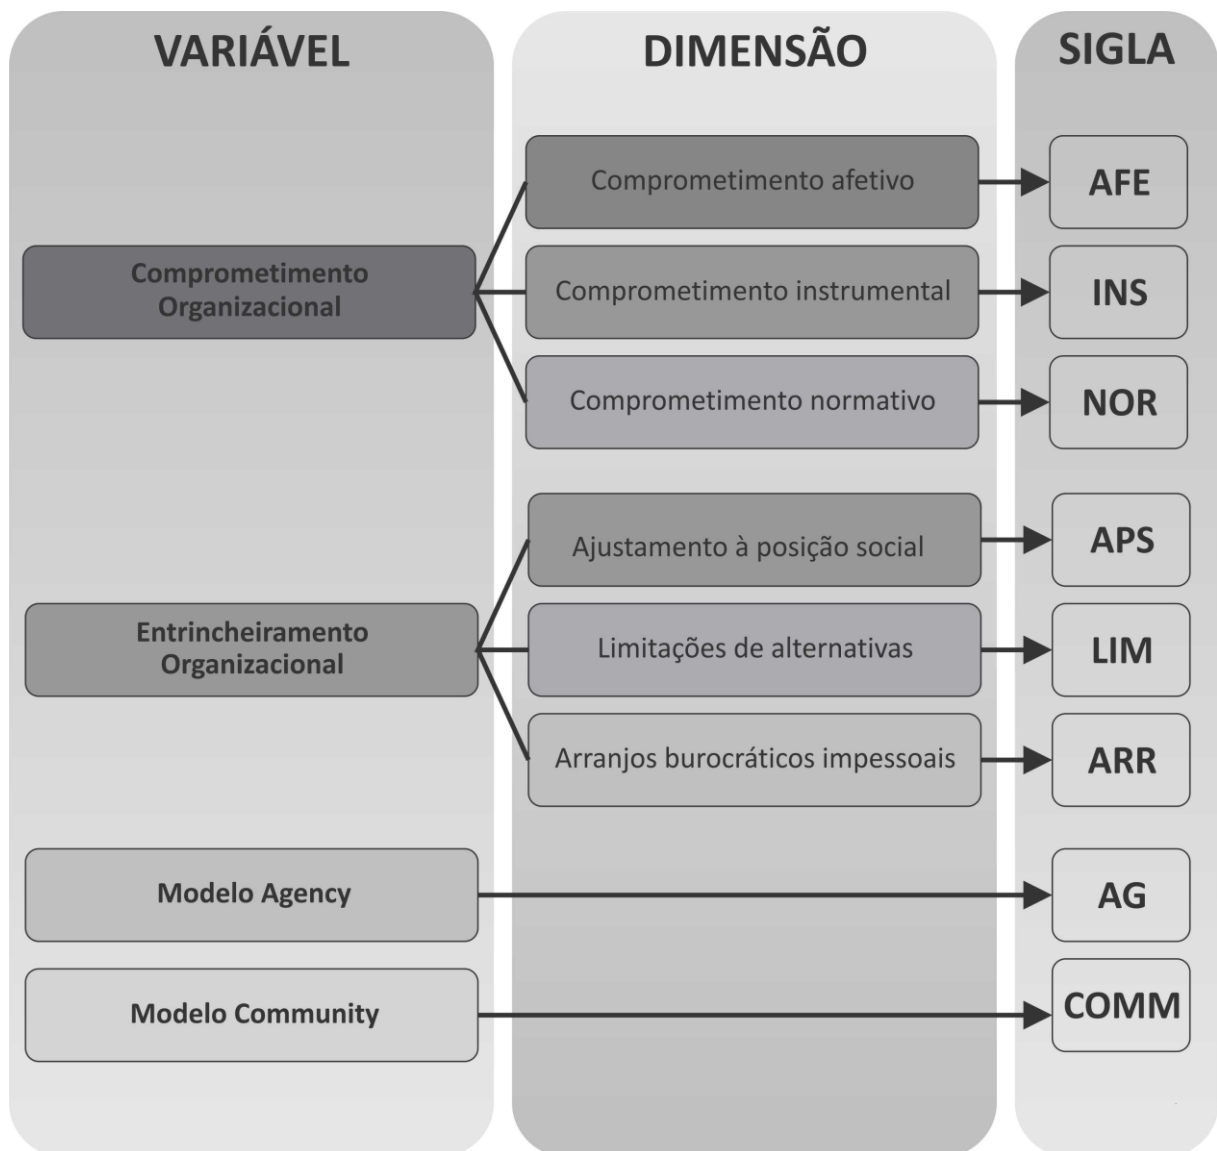 VARIÁVEL
DIMENSÃO
SIGLA
Comprometimento
Organizacional
Comprometimento afetivo
AFE
Comprometimento instrumental
INS
Comprometimento normativo
NOR
Entrincheiramento
Organizacional
Ajustamento à posição social
APS
Limitações de alternativas
LIM
Arranjos burocráticos impessoais
ARR
Modelo Agency
AG
Modelo Community
COMM